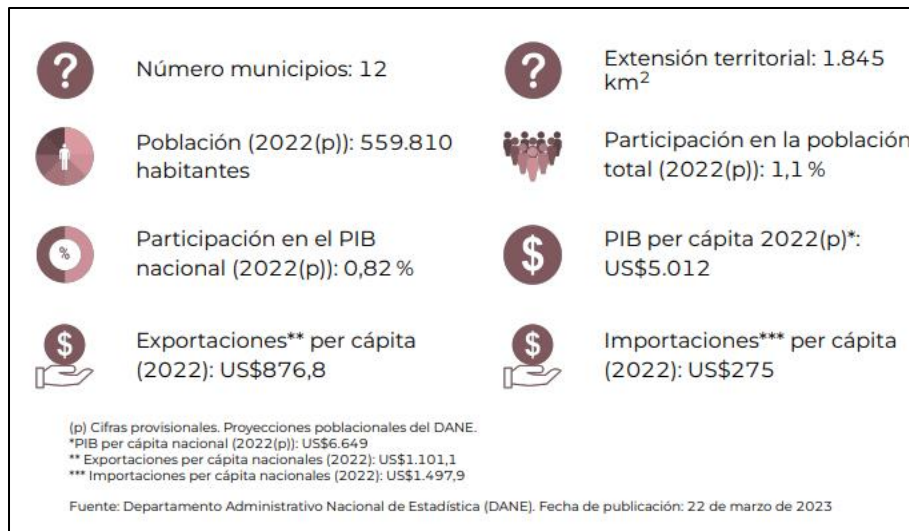 Número municipios: 12
Extensión territorial: 1.845
km2
Población (2022(p)): 559.810
habitantes
Participación en la población
total (2022(p)): 1,1 %
Participación en el PIB
nacional (2022(p)): 0,82 %
PIB per cápita 2022(p)*:
US$5.012
Exportaciones** per cápita
(2022): US$876,8
Importaciones*** per cápita
(2022): US$275
(p) Cifras provisionales. Proyecciones poblacionales del DANE.
*PIB per cápita nacional (2022(p)): US$6.649
** Exportaciones per cápita nacionales (2022): US$1.101,1
*** Importaciones per cápita nacionales (2022): US$1.497,9
Fuente: Departamento Administrativo Nacional de Estadística (DANE). Fecha de publicación: 22 de marzo de 2023